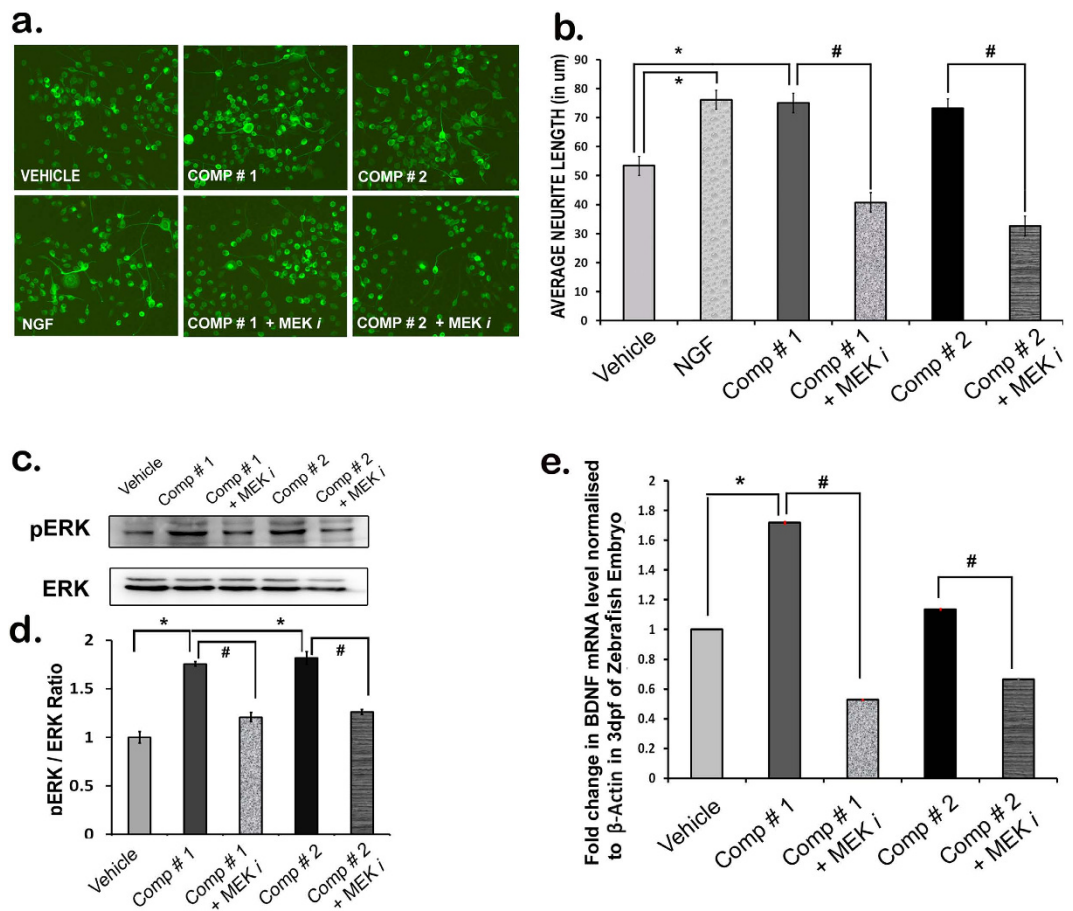 a.
VEHICLE
COMP # 1
COMP # 2
NGF
COMP # 1 + MEK i
COMP # 2 + MEK i
b.
AVERAGE NEURITE LENGTH (in um)
90
80
70
60
50
40
30
20
10
0
*
*
#
#
Vehicle
NGF
Comp # 1
Comp # 1
+ MEK i
Comp # 2
Comp # 2
+ MEK i
c.
Vehicle
Comp # 1
Comp # 1
+ MEK i
Comp # 2
Comp # 2
+ MEK i
pERK
ERK
d.
pERK / ERK Ratio
2
1.5
1
0.5
0
*
*
#
#
Vehicle
Comp # 1
Comp # 1
+ MEK i
Comp # 2
Comp # 2
+ MEK i
e.
Fold change in BDNF mRNA level normalised
to β-Actin in 3dpf of Zebrafish Embryo
2
1.8
1.6
1.4
1.2
1
0.8
0.6
0.4
0.2
0
*
#
#
Vehicle
Comp # 1
Comp # 1
+ MEK i
Comp # 2
Comp # 2
+ MEK i